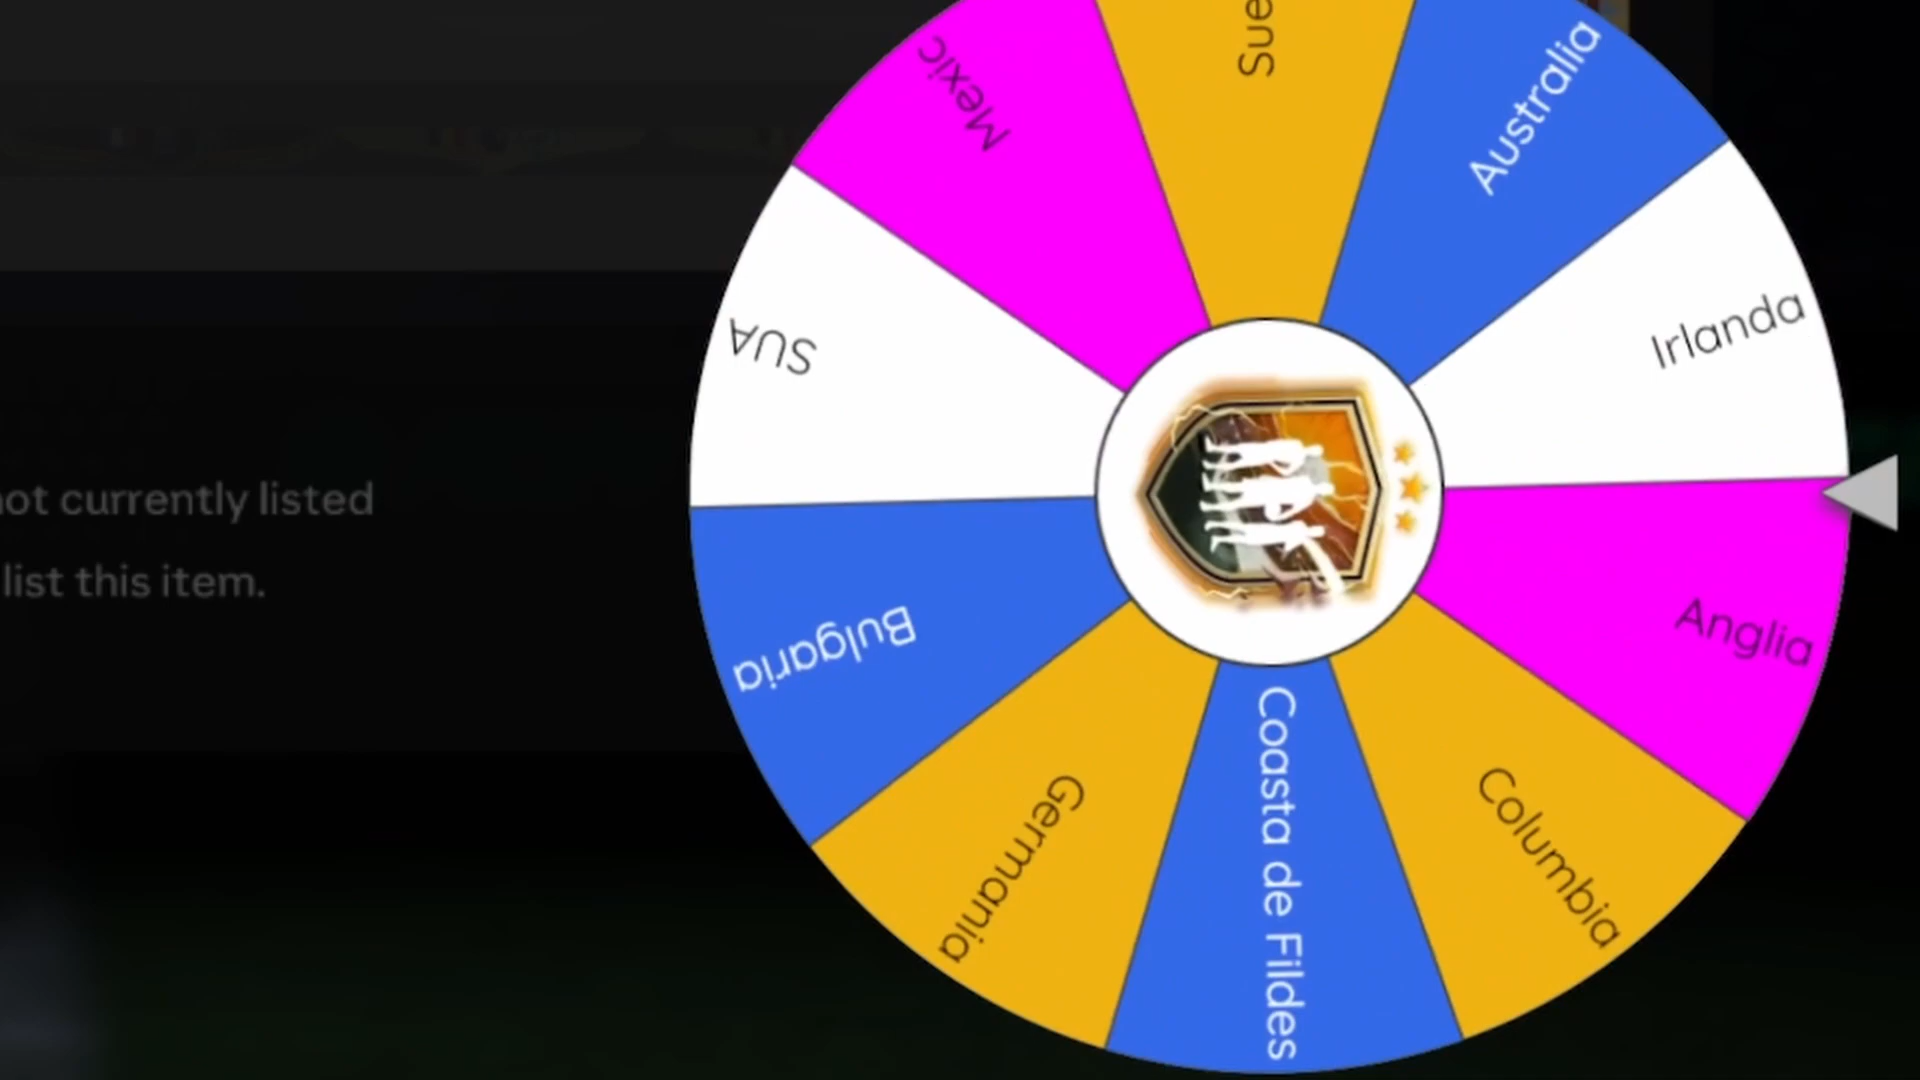 Mexic
Sue
Australia
Irlanda
SUA
Anglia
Bulgaria
Columbia
Germania
Coasta de Fildes
not currently listed
list this item.